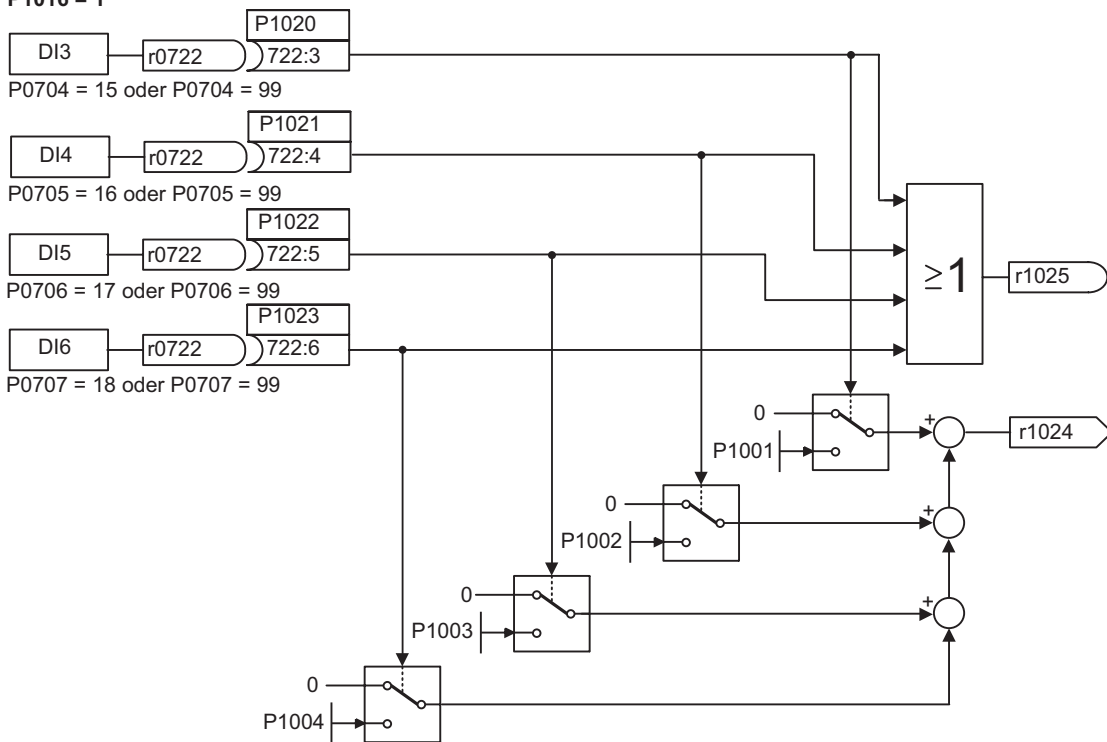 P1016 = 1
P1020
DI3 r0722 722:3
P0704 = 15 oder P0704 = 99
P1021
DI4 r0722 722:4
P0705 = 16 oder P0705 = 99
P1022
DI5 r0722 722:5
P0706 = 17 oder P0706 = 99
P1023
DI6 r0722 722:6
P0707 = 18 oder P0707 = 99
≥1
r1025
0
P1001
+
r1024
0
P1002
+
0
P1003
+
0
P1004